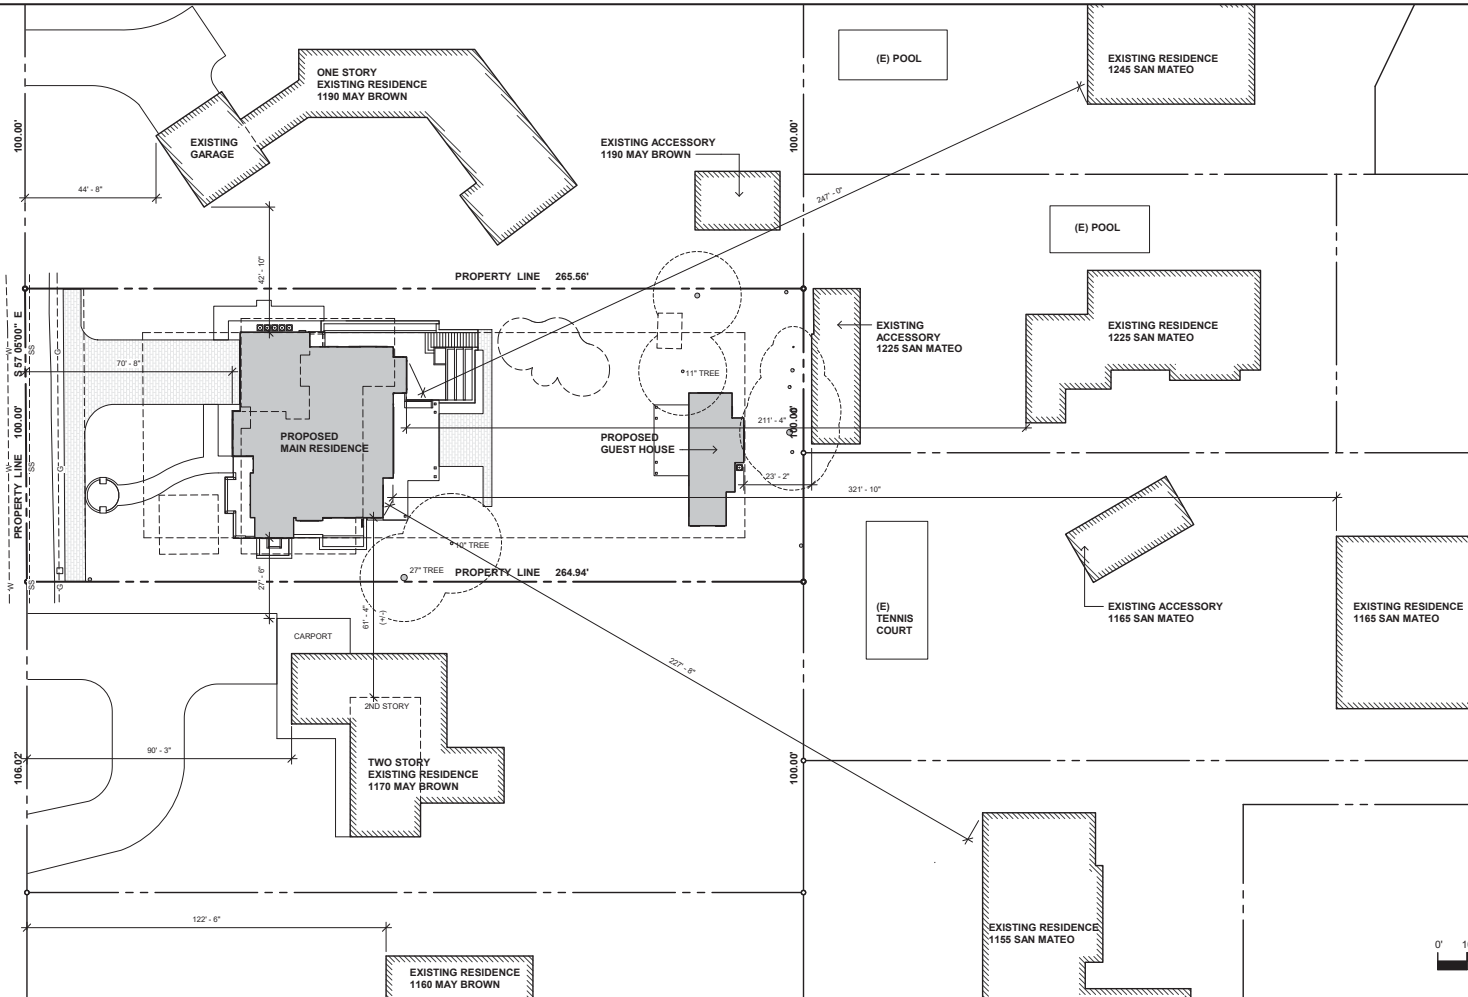 ONE STORY
EXISTING RESIDENCE
1190 MAY BROWN
(E) POOL
EXISTING RESIDENCE
1245 SAN MATEO
EXISTING
GARAGE
EXISTING ACCESSORY
1190 MAY BROWN
100.00'
100.00'
44' - 8"
247' - 0"
(E) POOL
42' - 10"
PROPERTY LINE 265.56'
S 57 05'00" E
EXISTING
ACCESSORY
1225 SAN MATEO
EXISTING RESIDENCE
1225 SAN MATEO
W
SS
G
70' - 8"
11" TREE
PROPERTY LINE 100.00'
100.00'
211' - 4"
PROPOSED
MAIN RESIDENCE
PROPOSED
GUEST HOUSE
W
SS
G
23' - 2"
321' - 10"
10" TREE
27" TREE
PROPERTY LINE 264.94'
W
SS
G
27' - 6"
61' - 4"
(+/-)
CARPORT
(E)
TENNIS
COURT
EXISTING ACCESSORY
1165 SAN MATEO
EXISTING RESIDENCE
1165 SAN MATEO
227' - 8"
2ND STORY
90' - 3"
106.02'
100.00'
TWO STORY
EXISTING RESIDENCE
1170 MAY BROWN
122' - 6"
EXISTING RESIDENCE
1155 SAN MATEO
EXISTING RESIDENCE
1160 MAY BROWN
0'